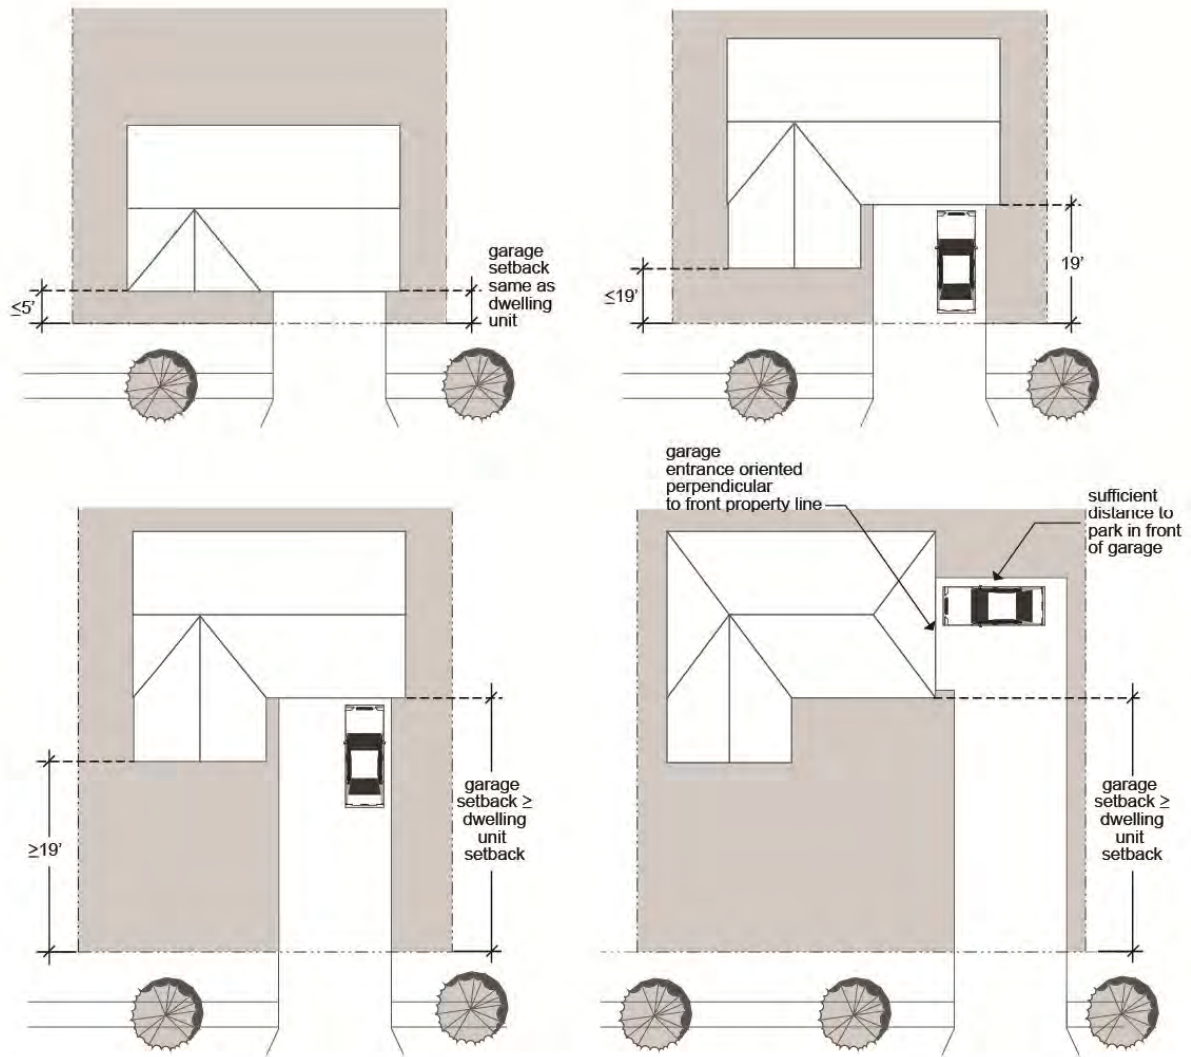 ≤5'
garage
setback
same as
dwelling
unit
≤19'
19'
garage
entrance oriented
perpendicular
to front property line
sufficient
distance to
park in front
of garage
≥19'
garage
setback ≥
dwelling
unit
setback
garage
setback ≥
dwelling
unit
setback